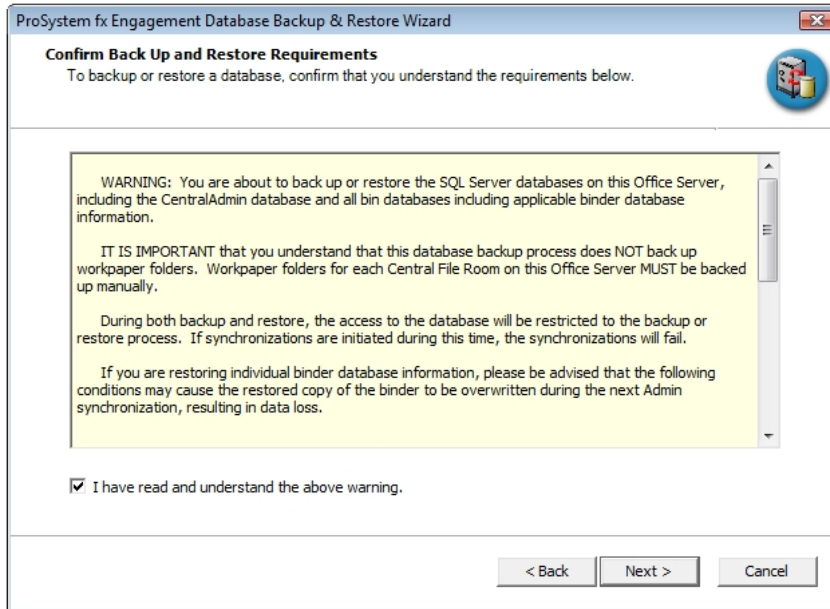 ProSystem fx Engagement Database Backup & Restore Wizard
Confirm Back Up and Restore Requirements
To backup or restore a database, confirm that you understand the requirements below.
WARNING: You are about to back up or restore the SQL Server databases on this Office Server,
including the CentralAdmin database and all bin databases including applicable binder database
information.
IT IS IMPORTANT that you understand that this database backup process does NOT back up
workpaper folders. Workpaper folders for each Central File Room on this Office Server MUST be backed
up manually.
During both backup and restore, the access to the database will be restricted to the backup or
restore process. If synchronizations are initiated during this time, the synchronizations will fail.
If you are restoring individual binder database information, please be advised that the following
conditions may cause the restored copy of the binder to be overwritten during the next Admin
synchronization, resulting in data loss.
I have read and understand the above warning.
< Back Next > Cancel